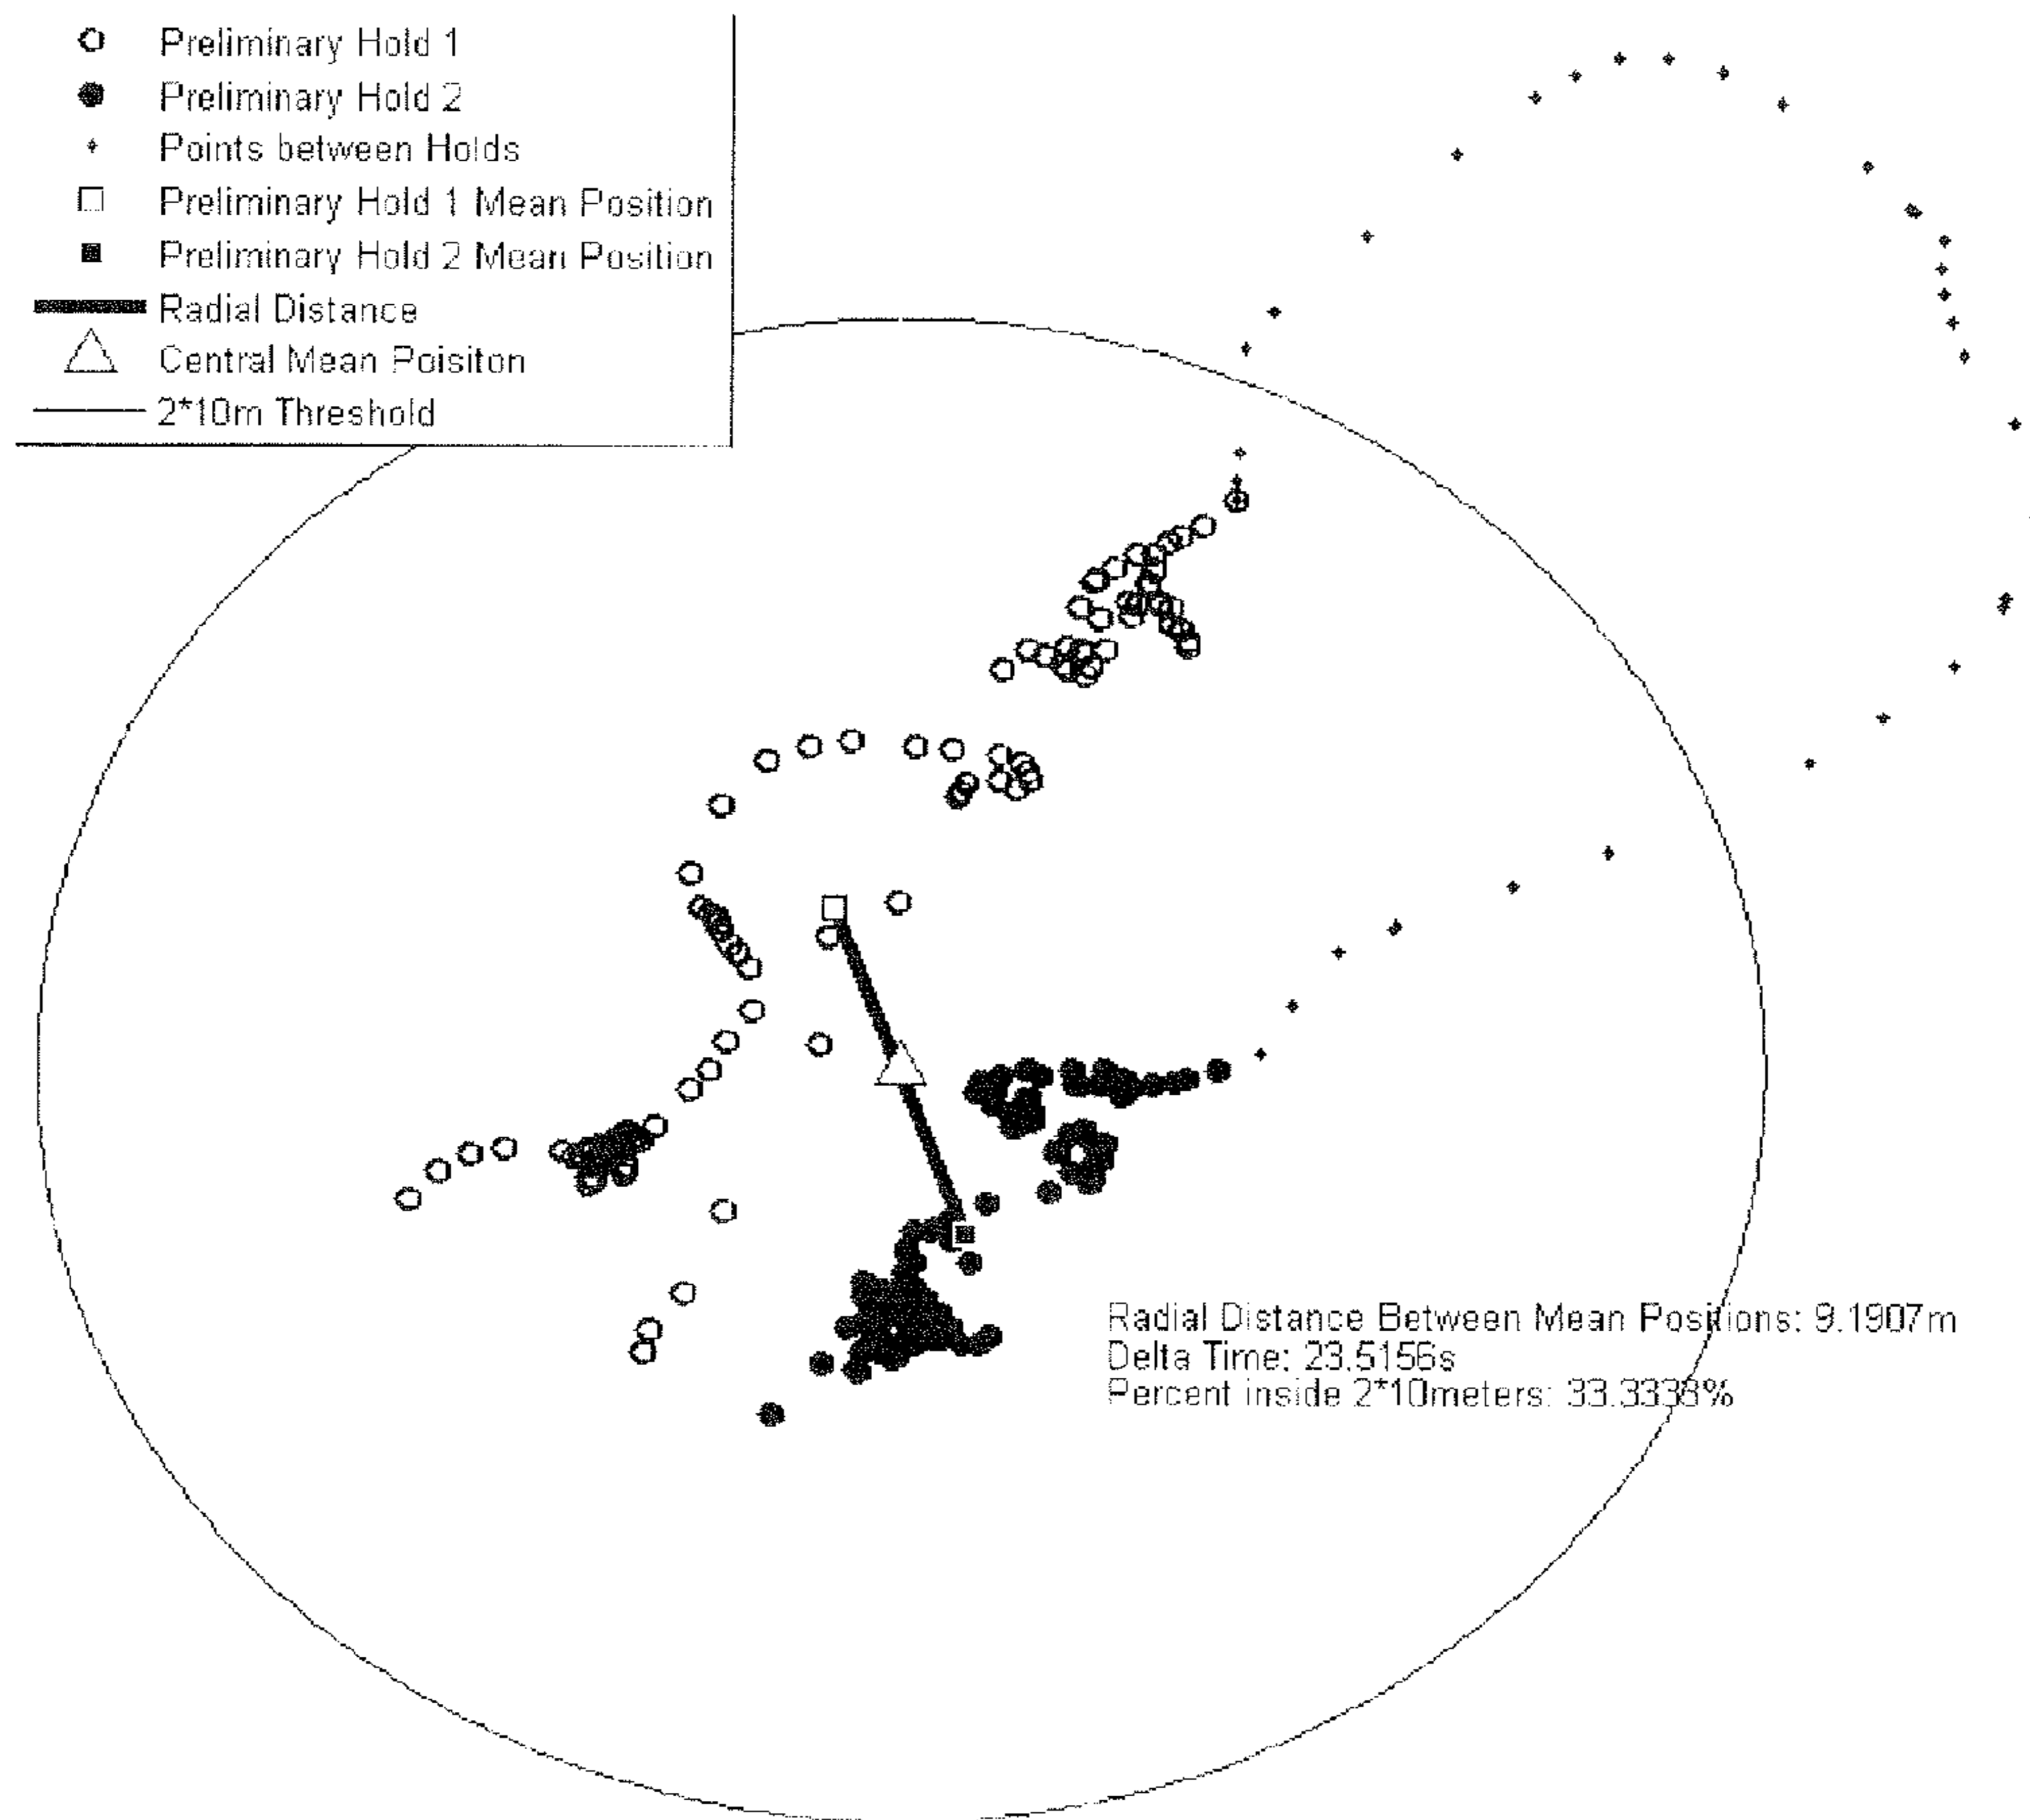 Preliminary Hold 1
Preliminary Hold 2
Points between Holds
Preliminary Hold 1 Mean Position
Preliminary Hold 2 Mean Position
Radial Distance
Central Mean Poisiton
2*10m Threshold
Radial Distance Between Mean Positions: 9.1907m
Delta Time: 23.5156s
Percent inside 2*10meters: 33.3333%